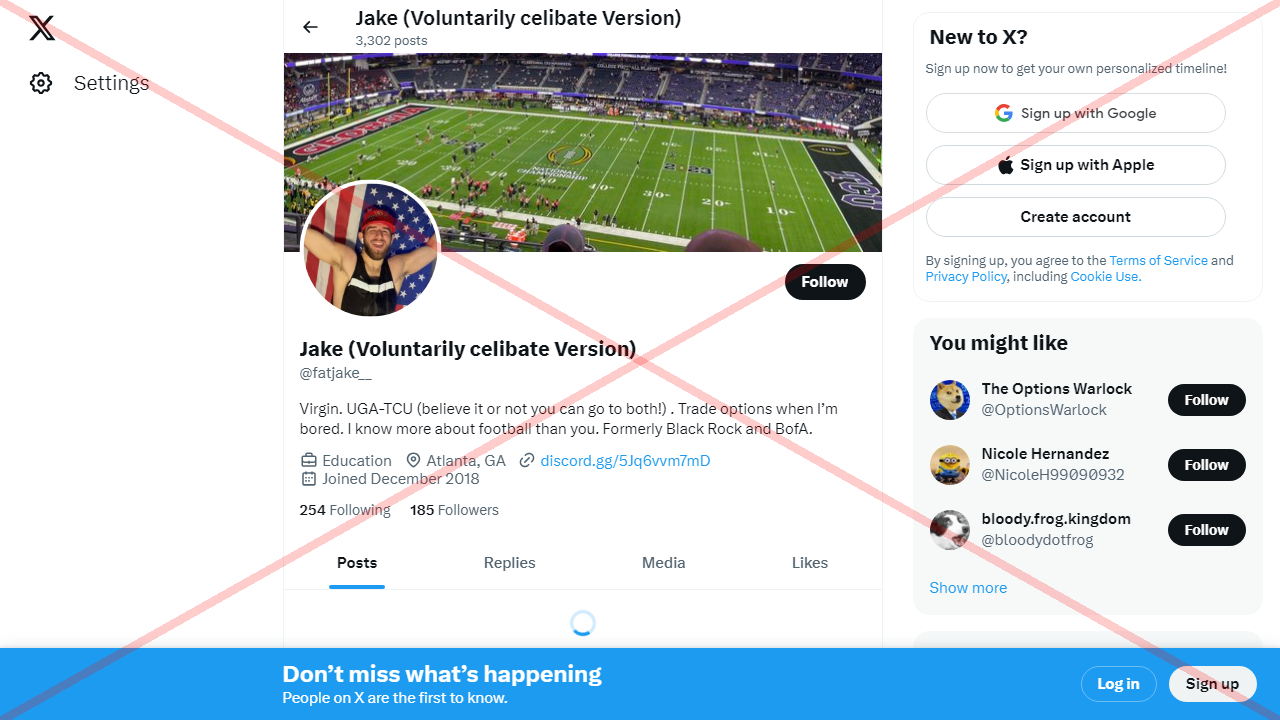 Settings
Jake (Voluntarily celibate Version)
3,302 posts
GEORGIA
NATIONAL
CHAMPIONSHIP
TCU
Follow
Jake (Voluntarily celibate Version)
@fatjake__
Virgin. UGA-TCU (believe it or not you can go to both!) . Trade options when I’m
bored. I know more about football than you. Formerly Black Rock and BofA.
Education Atlanta, GA discord.gg/5Jq6vvm7mD
Joined December 2018
254 Following 185 Followers
Posts Replies Media Likes
New to X?
Sign up now to get your own personalized timeline!
Sign up with Google
Sign up with Apple
Create account
By signing up, you agree to the Terms of Service and
Privacy Policy, including Cookie Use.
You might like
The Options Warlock
@OptionsWarlock
Follow
Nicole Hernandez
@NicoleH99090932
Follow
bloody.frog.kingdom
@bloodydotfrog
Follow
Show more
Don’t miss what’s happening
People on X are the first to know.
Log in
Sign up